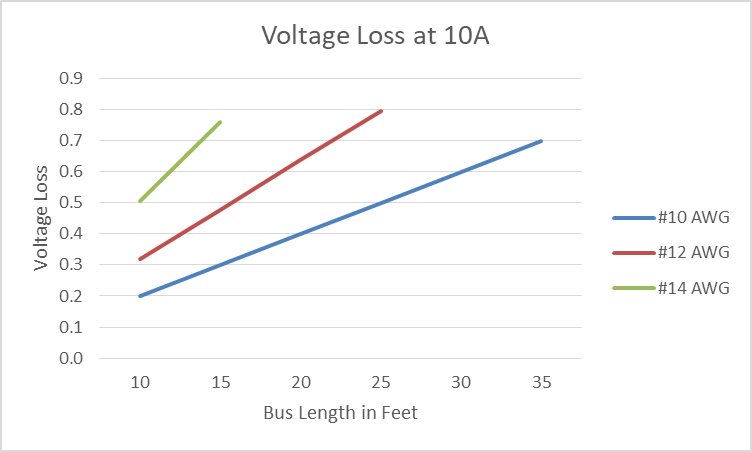 Voltage Loss at 10A
0.9
0.8
0.7
0.6
0.5
0.4
0.3
0.2
0.1
0.0
Voltage Loss
10 15 20 25 30 35
Bus Length in Feet
#10 AWG
#12 AWG
#14 AWG